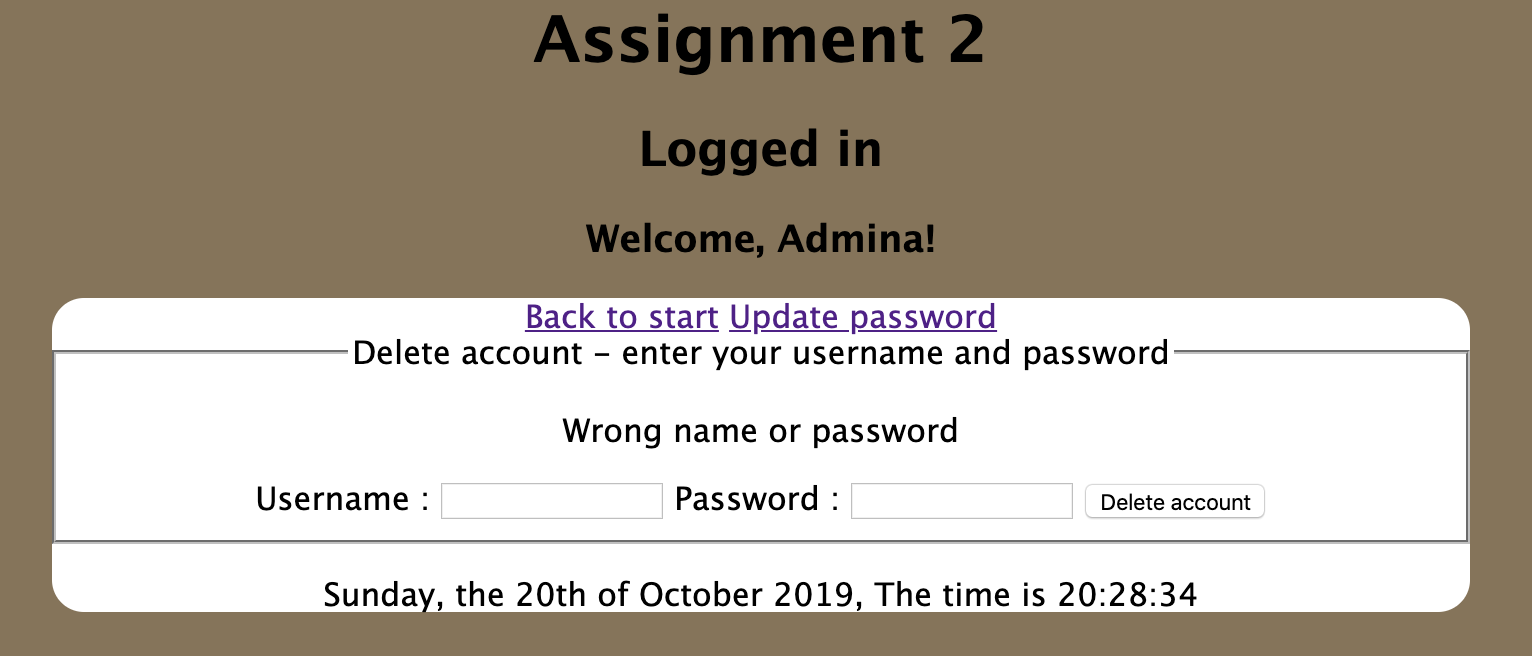 Assignment 2
Logged in
Welcome, Admina!
Back to start Update password
Delete account - enter your username and password
Wrong name or password
Username : Password : Delete account
Sunday, the 20th of October 2019, The time is 20:28:34